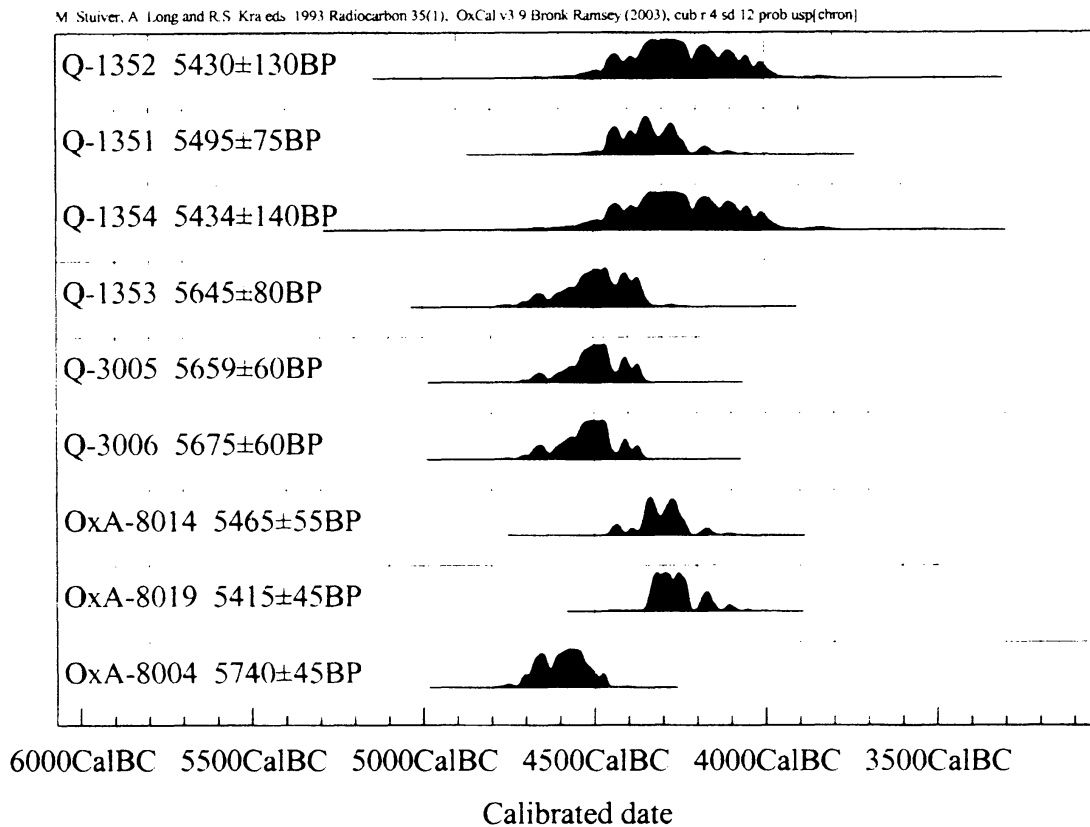 M. Stuiver, A. Long and R.S. Kra eds. 1993 Radiocarbon 35(1). OxCal v3.9 Bronk Ramsey (2003), cub r:4 sd:12 prob usp[chron]
Q-1352 5430±130BP
Q-1351 5495±75BP
Q-1354 5434±140BP
Q-1353 5645±80BP
Q-3005 5659±60BP
Q-3006 5675±60BP
OxA-8014 5465±55BP
OxA-8019 5415±45BP
OxA-8004 5740±45BP
6000CalBC 5500CalBC 5000CalBC 4500CalBC 4000CalBC 3500CalBC
Calibrated date